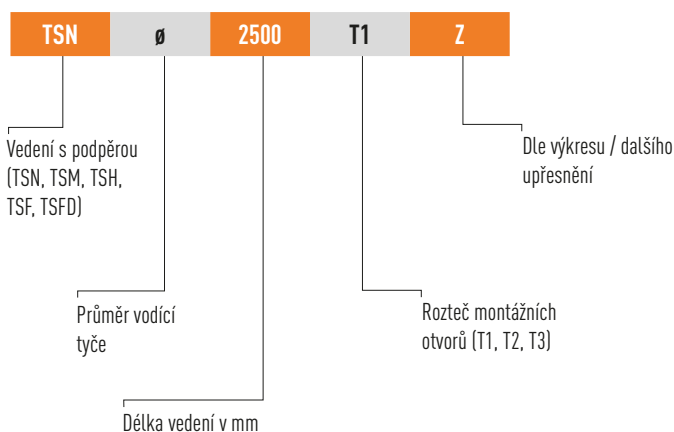 TSN ø 2500 T1 Z
Vedení s podpěrou
(TSN, TSM, TSH,
TSF, TSFD)
Dle výkresu / dalšího
upřesnění
Průměr vodící
tyče
Rozteč montážních
otvorů (T1, T2, T3)
Délka vedení v mm